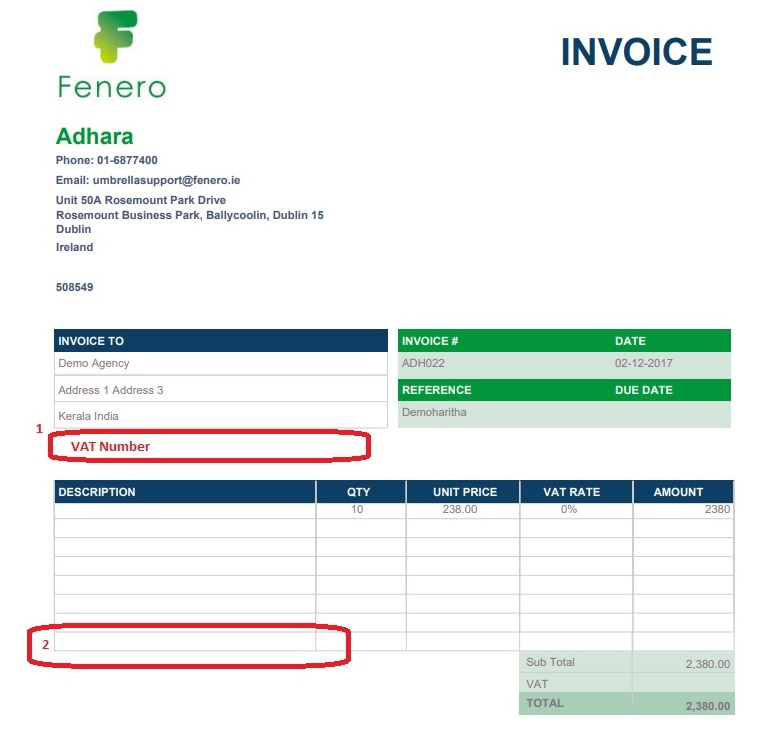 Fenero
INVOICE
Adhara
Phone: 01-6877400
Email: umbrellasupport@fenero.ie
Unit 50A Rosemount Park Drive
Rosemount Business Park, Ballycoolin, Dublin 15
Dublin
Ireland
508549
INVOICE TO
Demo Agency
Address 1 Address 3
Kerala India
INVOICE # DATE
ADH022 02-12-2017
REFERENCE DUE DATE
Demoharitha
1
VAT Number
DESCRIPTION QTY UNIT PRICE VAT RATE AMOUNT
10 238.00 0% 2380
2
Sub Total 2,380.00
VAT
TOTAL 2,380.00